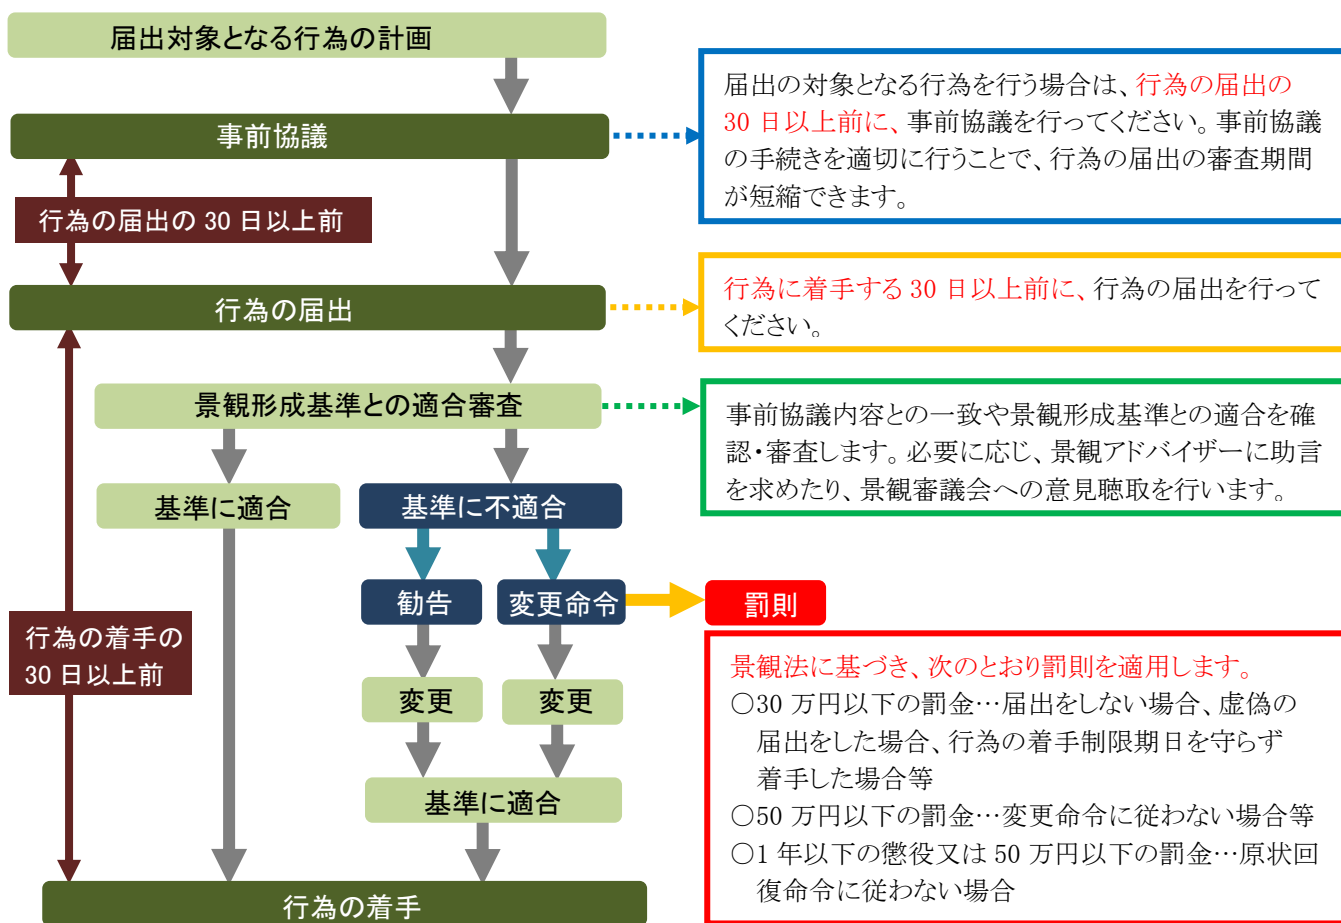 届出対象となる行為の計画
事前協議
届出の対象となる行為を行う場合は、行為の届出の
30 日以上前に、事前協議を行ってください。事前協議
の手続きを適切に行うことで、行為の届出の審査期間
が短縮できます。
行為の届出の 30 日以上前
行為の届出
行為に着手する 30 日以上前に、行為の届出を行って
ください。
景観形成基準との適合審査
事前協議内容との一致や景観形成基準との適合を確
認・審査します。必要に応じ、景観アドバイザーに助言
を求めたり、景観審議会への意見聴取を行います。
基準に適合
基準に不適合
勧告
変更命令
罰則
行為の着手の
30 日以上前
変更
変更
基準に適合
景観法に基づき、次のとおり罰則を適用します。
○30 万円以下の罰金…届出をしない場合、虚偽の
届出をした場合、行為の着手制限期日を守らず
着手した場合等
○50 万円以下の罰金…変更命令に従わない場合等
○1 年以下の懲役又は 50 万円以下の罰金…原状回
復命令に従わない場合
行為の着手